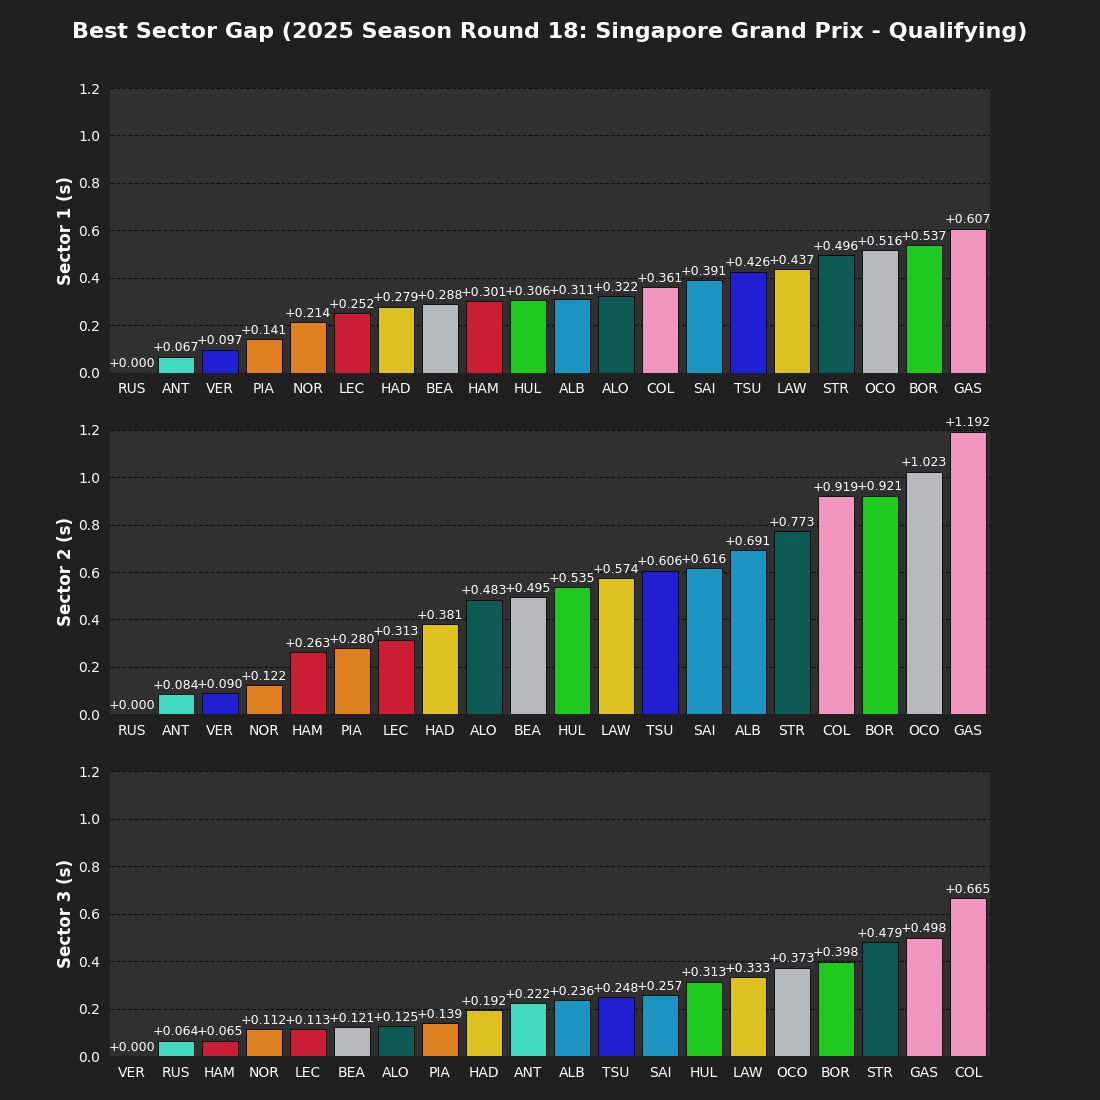 Best Sector Gap (2025 Season Round 18: Singapore Grand Prix - Qualifying)
Sector 1 (s)
1.2
1.0
0.8
0.6
0.4
0.2
0.0
+0.000 +0.067 +0.097 +0.141 +0.214 +0.252 +0.279 +0.288 +0.301 +0.306 +0.311 +0.322 +0.361 +0.391 +0.426 +0.437 +0.496 +0.516 +0.537 +0.607
RUS ANT VER PIA NOR LEC HAD BEA HAM HUL ALB ALO COL SAI TSU LAW STR OCO BOR GAS
Sector 2 (s)
1.2
1.0
0.8
0.6
0.4
0.2
0.0
+0.000 +0.084 +0.090 +0.122 +0.263 +0.280 +0.313 +0.381 +0.483 +0.495 +0.535 +0.574 +0.606 +0.616 +0.691 +0.773 +0.919 +0.921 +1.023 +1.192
RUS ANT VER NOR HAM PIA LEC HAD ALO BEA HUL LAW TSU SAI ALB STR COL BOR OCO GAS
Sector 3 (s)
1.2
1.0
0.8
0.6
0.4
0.2
0.0
+0.000 +0.064 +0.065 +0.112 +0.113 +0.121 +0.125 +0.139 +0.192 +0.222 +0.236 +0.248 +0.257 +0.313 +0.333 +0.373 +0.398 +0.479 +0.498 +0.665
VER RUS HAM NOR LEC BEA ALO PIA HAD ANT ALB TSU SAI HUL LAW OCO BOR STR GAS COL